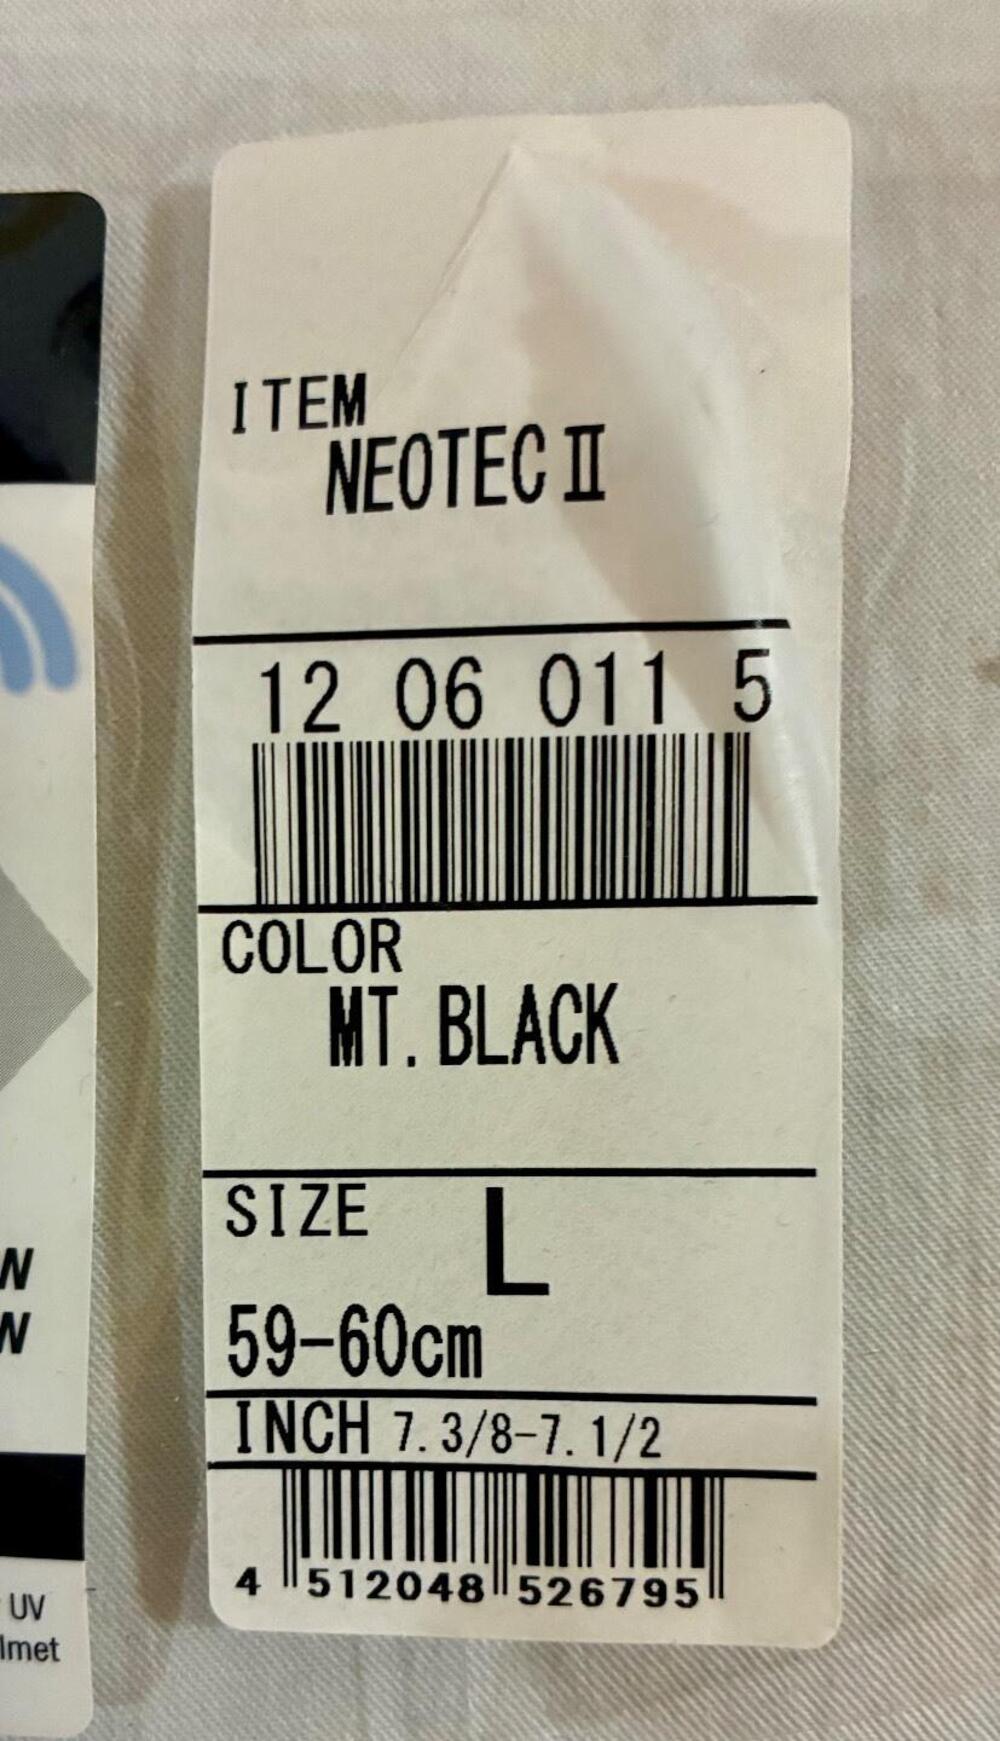 ITEM
NEOTEC Ⅱ
12 06 011 5
COLOR
MT. BLACK
SIZE L
59-60cm
INCH 7. 3/8-7. 1/2
4 512048 526795
W
W
UV
lmet